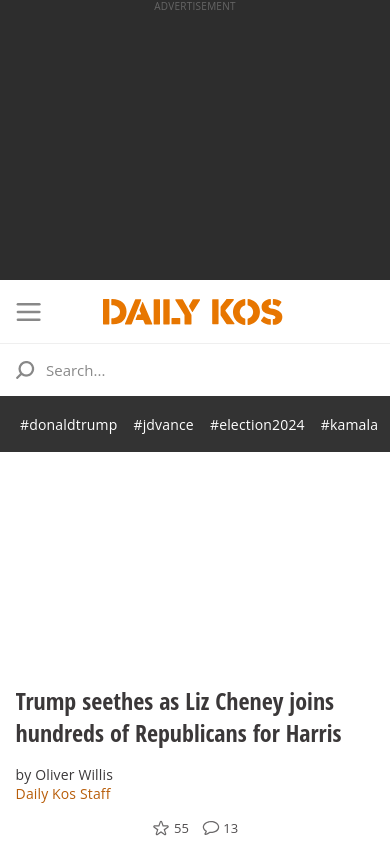 ADVERTISEMENT
DAILY KOS
Search...
#donaldtrump #jdvance #election2024 #kamala
Trump seethes as Liz Cheney joins
hundreds of Republicans for Harris
by Oliver Willis
Daily Kos Staff
55 13